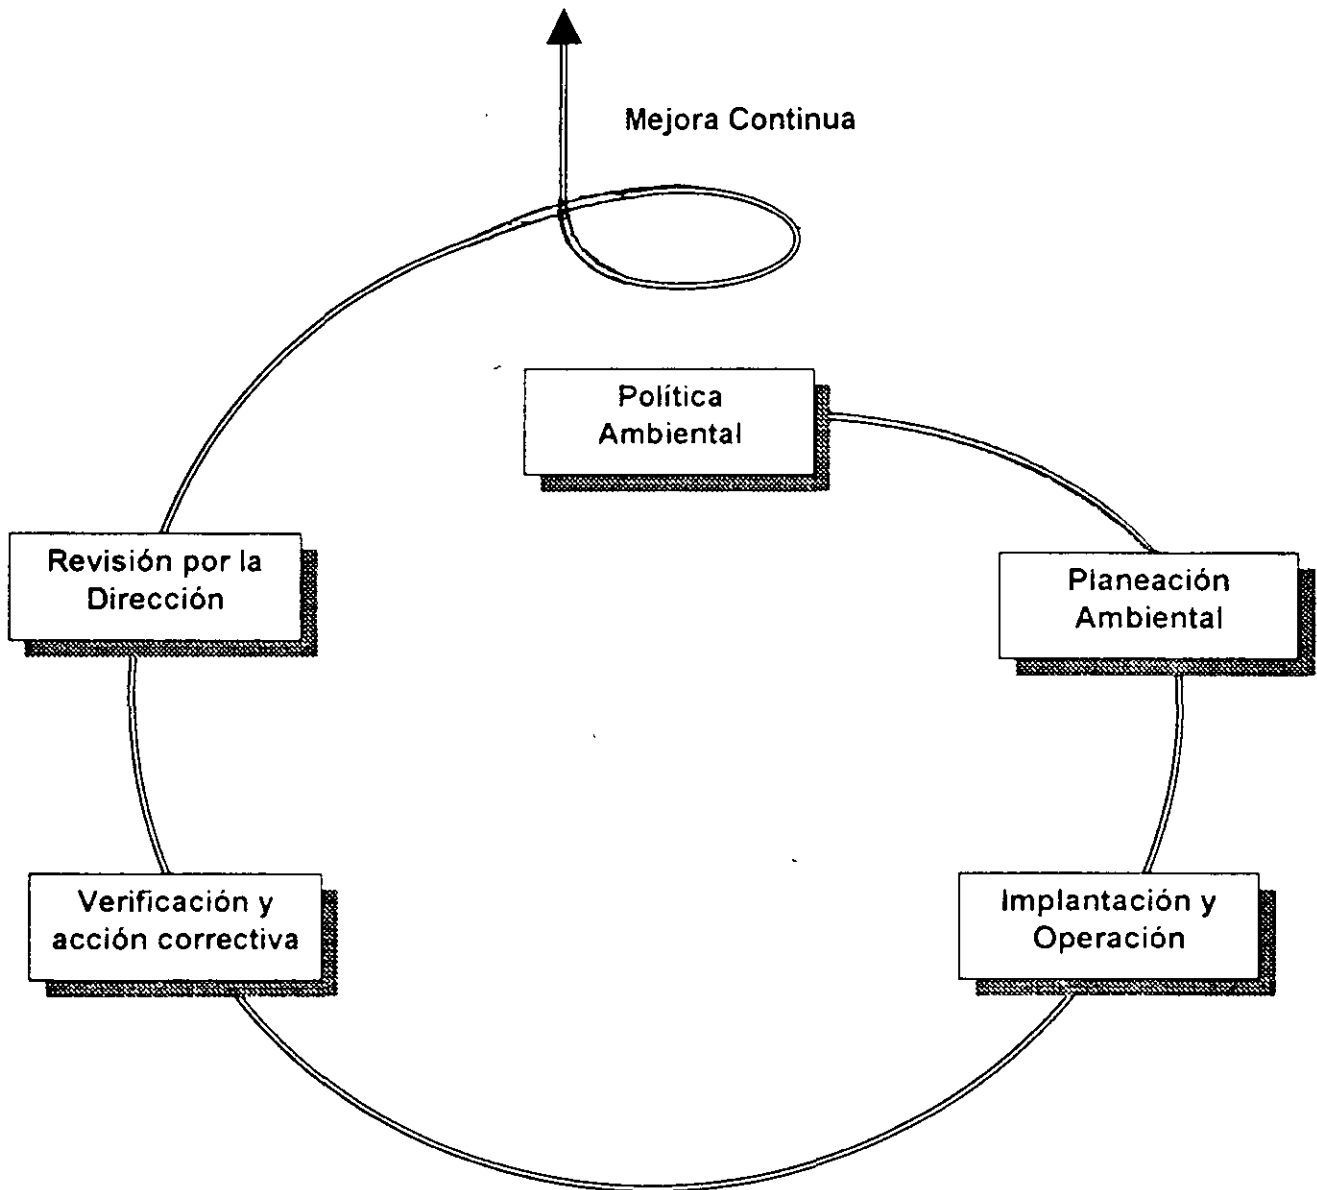 Mejora Continua
Política
Ambiental
Revisión por la
Dirección
Planeación
Ambiental
Verificación y
acción correctiva
Implantación y
Operación